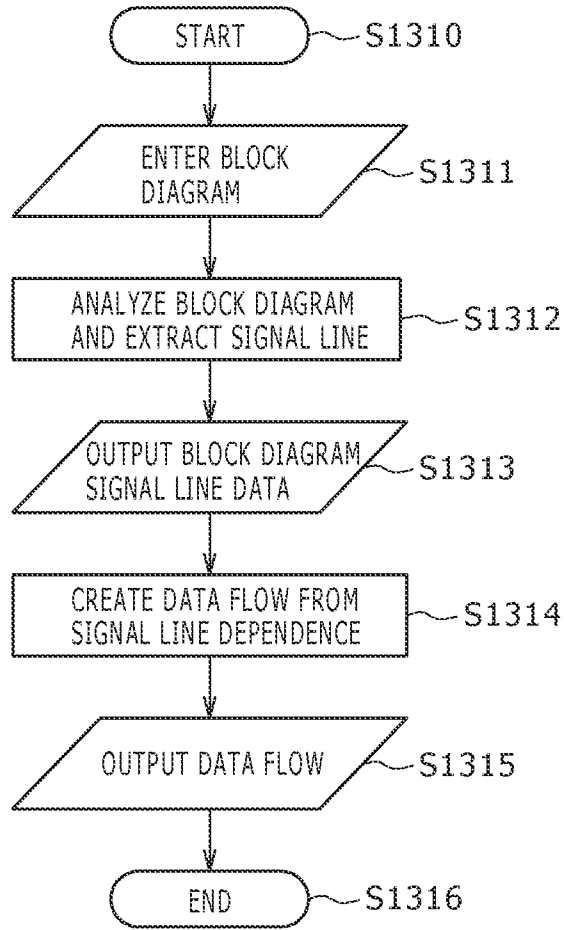 START
S1310
ENTER BLOCK
DIAGRAM
S1311
ANALYZE BLOCK DIAGRAM
AND EXTRACT SIGNAL LINE
S1312
OUTPUT BLOCK DIAGRAM
SIGNAL LINE DATA
S1313
CREATE DATA FLOW FROM
SIGNAL LINE DEPENDENCE
S1314
OUTPUT DATA FLOW
S1315
END
S1316